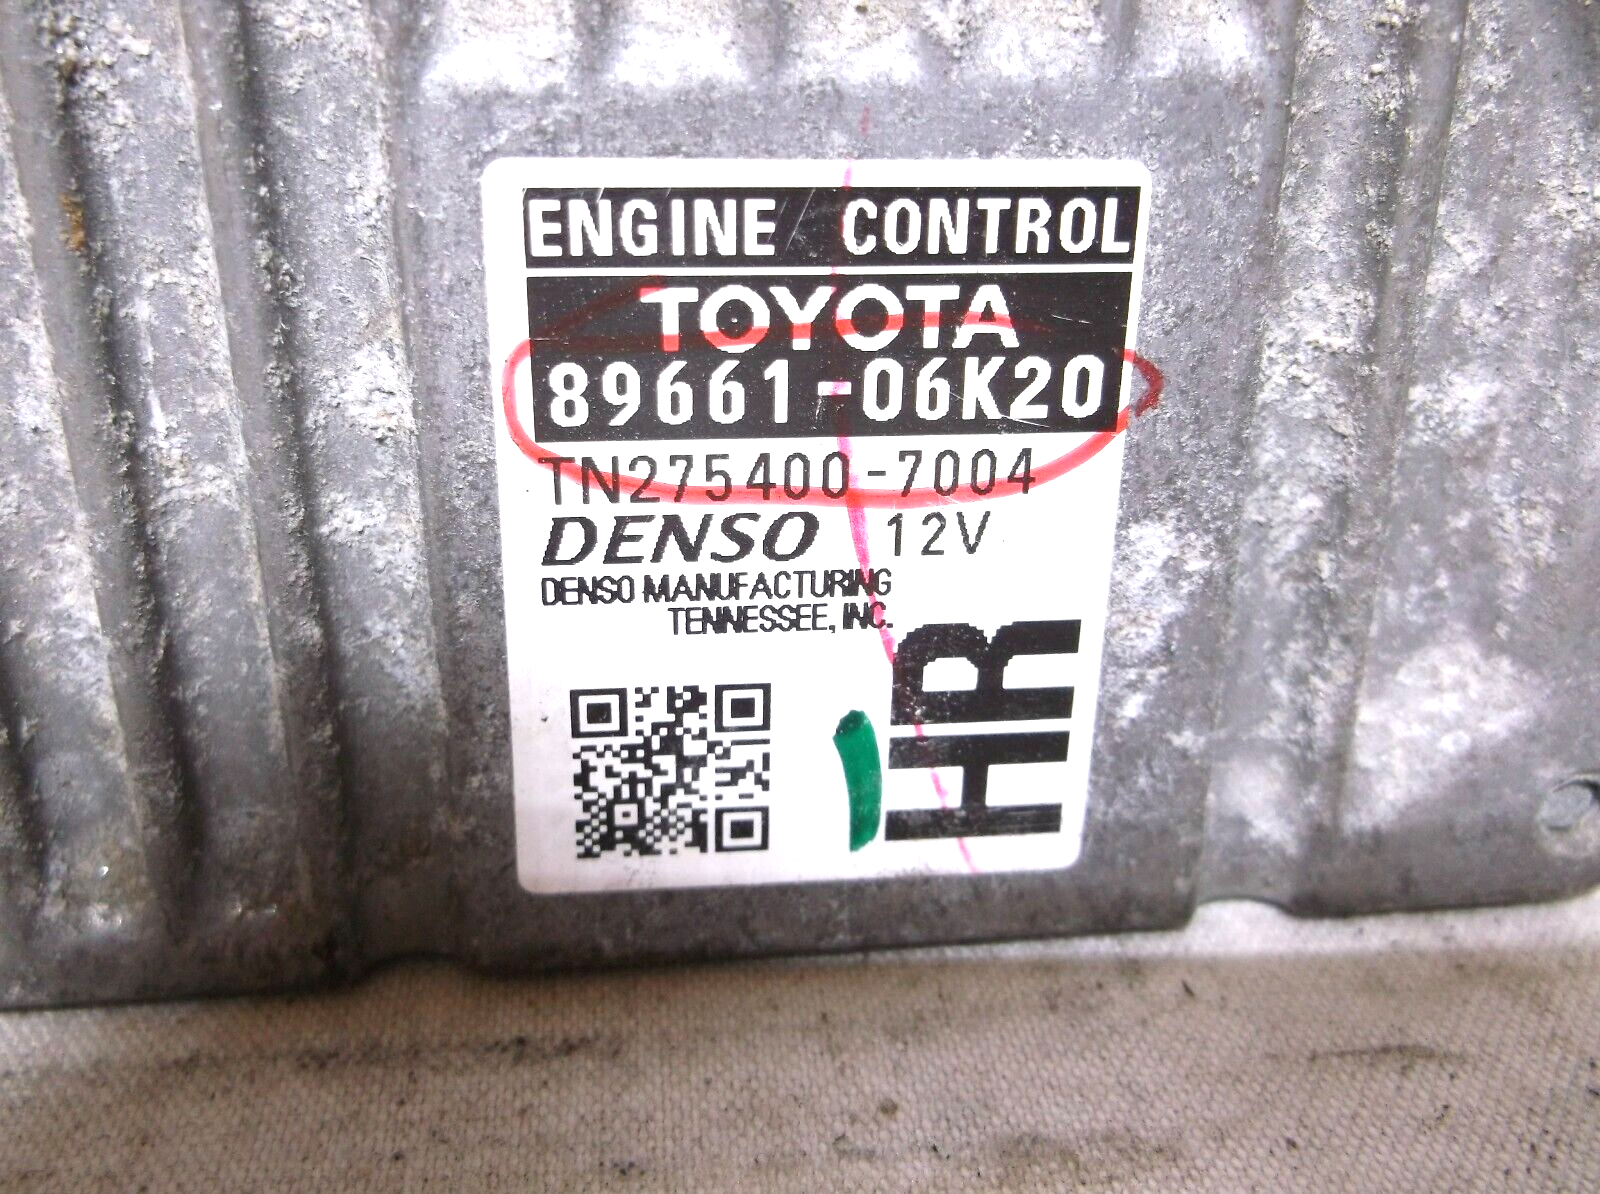 ENGINE CONTROL
TOYOTA
89661-06K20
TN275400-7004
DENSO 12V
DENSO MANUFACTURING
TENNESSEE, INC.
HR